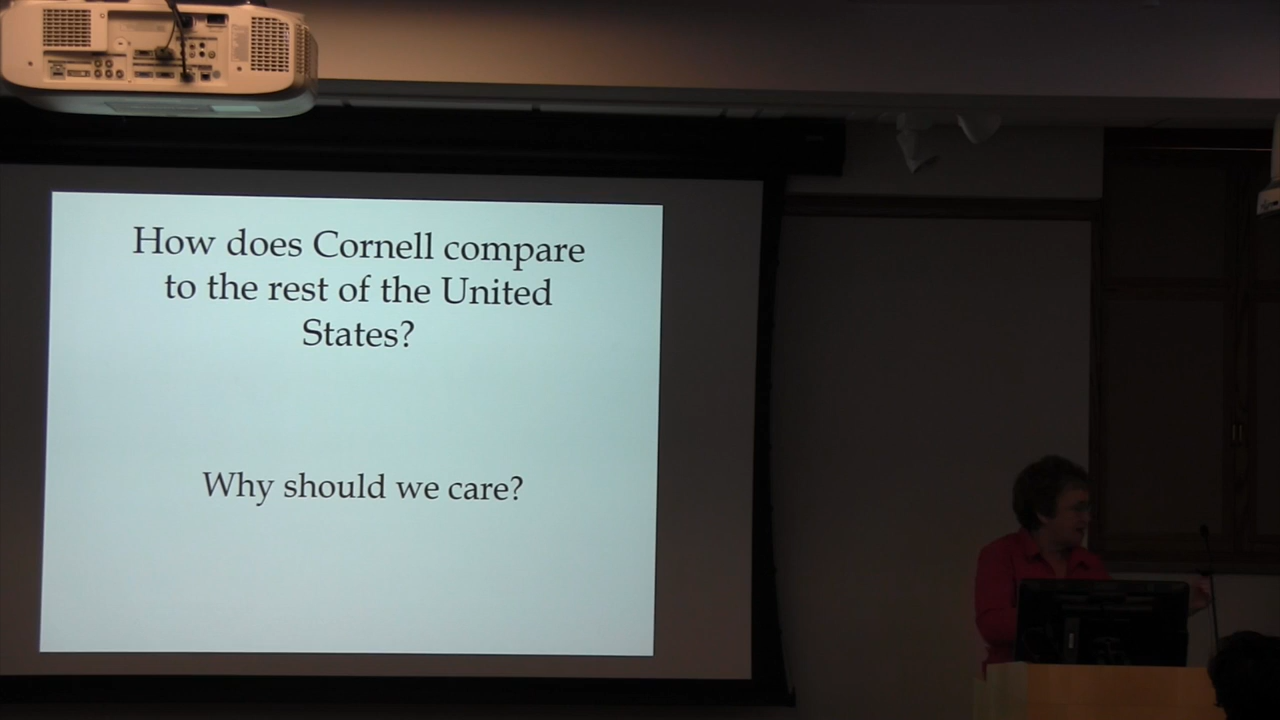 How does Cornell compare
to the rest of the United
States?
Why should we care?